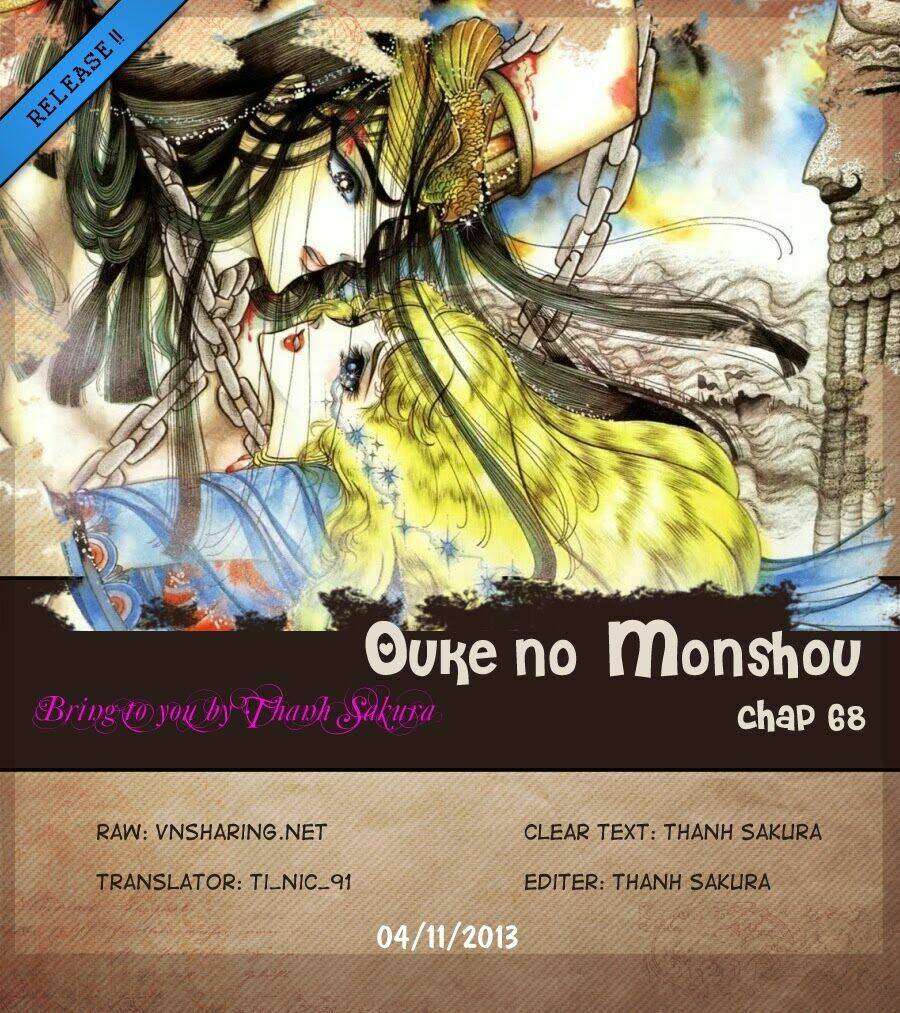 RELEASE!!
Ouke no Monshou
Bring to you by Thanh Sakura
chap 68
RAW: VNSHARING.NET
CLEAR TEXT: THANH SAKURA
TRANSLATOR: TI_NIC_91
EDITER: THANH SAKURA
04/11/2013